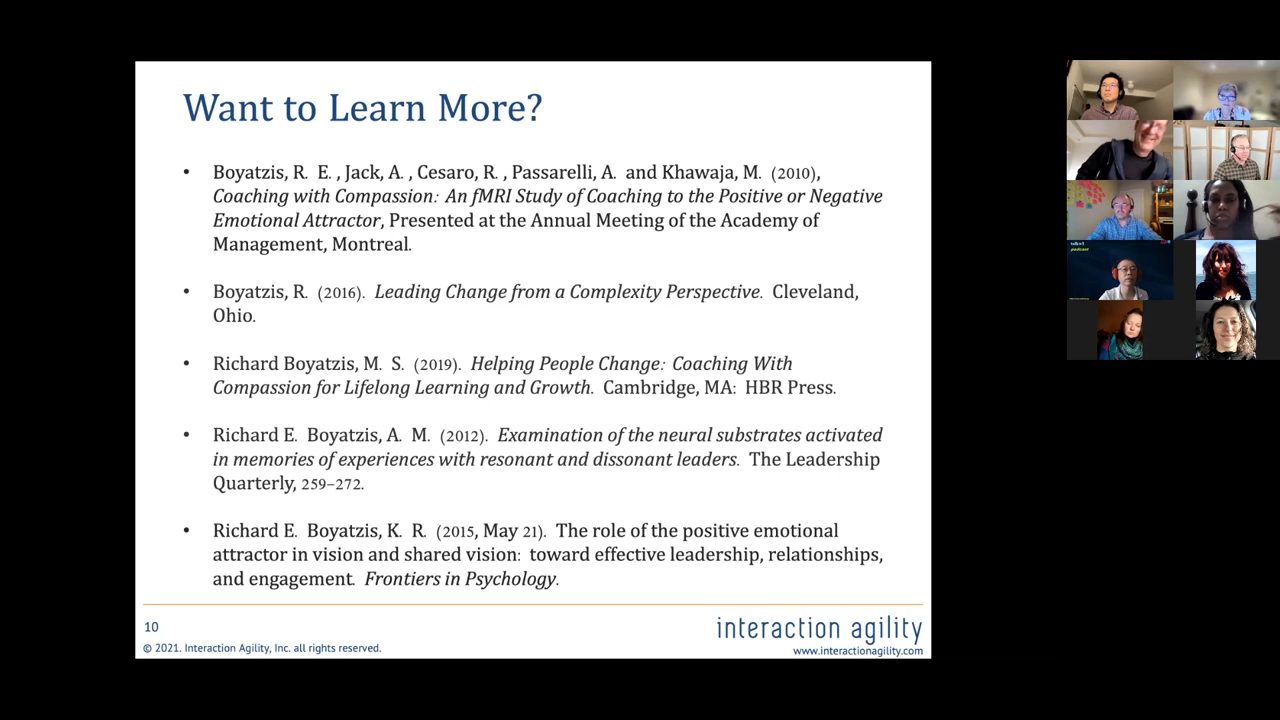 Want to Learn More?
• Boyatzis, R. E. , Jack, A. , Cesaro, R. , Passarelli, A. and Khawaja, M. (2010),
Coaching with Compassion: An fMRI Study of Coaching to the Positive or Negative
Emotional Attractor, Presented at the Annual Meeting of the Academy of
Management, Montreal.
• Boyatzis, R. (2016). Leading Change from a Complexity Perspective. Cleveland,
Ohio.
• Richard Boyatzis, M. S. (2019). Helping People Change: Coaching With
Compassion for Lifelong Learning and Growth. Cambridge, MA: HBR Press.
• Richard E. Boyatzis, A. M. (2012). Examination of the neural substrates activated
in memories of experiences with resonant and dissonant leaders. The Leadership
Quarterly, 259–272.
• Richard E. Boyatzis, K. R. (2015, May 21). The role of the positive emotional
attractor in vision and shared vision: toward effective leadership, relationships,
and engagement. Frontiers in Psychology.
10
© 2021. Interaction Agility, Inc. all rights reserved.
interaction agility
www.interactionagility.com
podcast